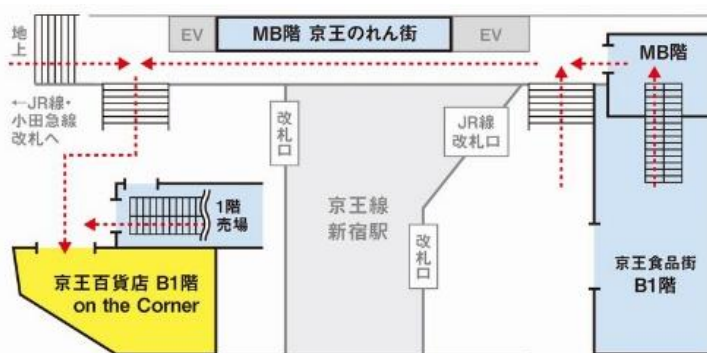 地上
EV
MB階 京王のれん街
EV
MB階
←JR線・
小田急線
改札へ
改札口
JR線
改札口
1階
売場
京王線
新宿駅
改札口
京王百貨店 B1階
on the Corner
京王食品街
B1階